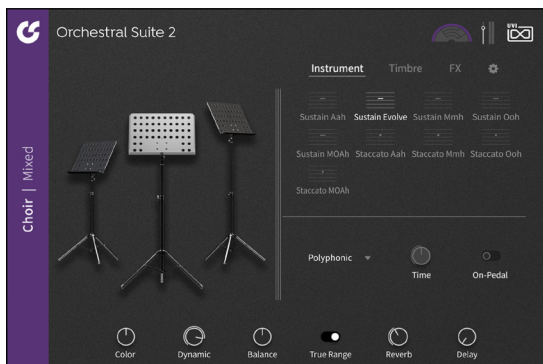 Orchestral Suite 2
UVI
Choir | Mixed
Instrument Timbre FX
Sustain Aah Sustain Evolve Sustain Mmh Sustain Ooh
Sustain MOAh Staccato Aah Staccato Mmh Staccato Ooh
Staccato MOAh
Polyphonic
Time On-Pedal
Color Dynamic Balance True Range Reverb Delay